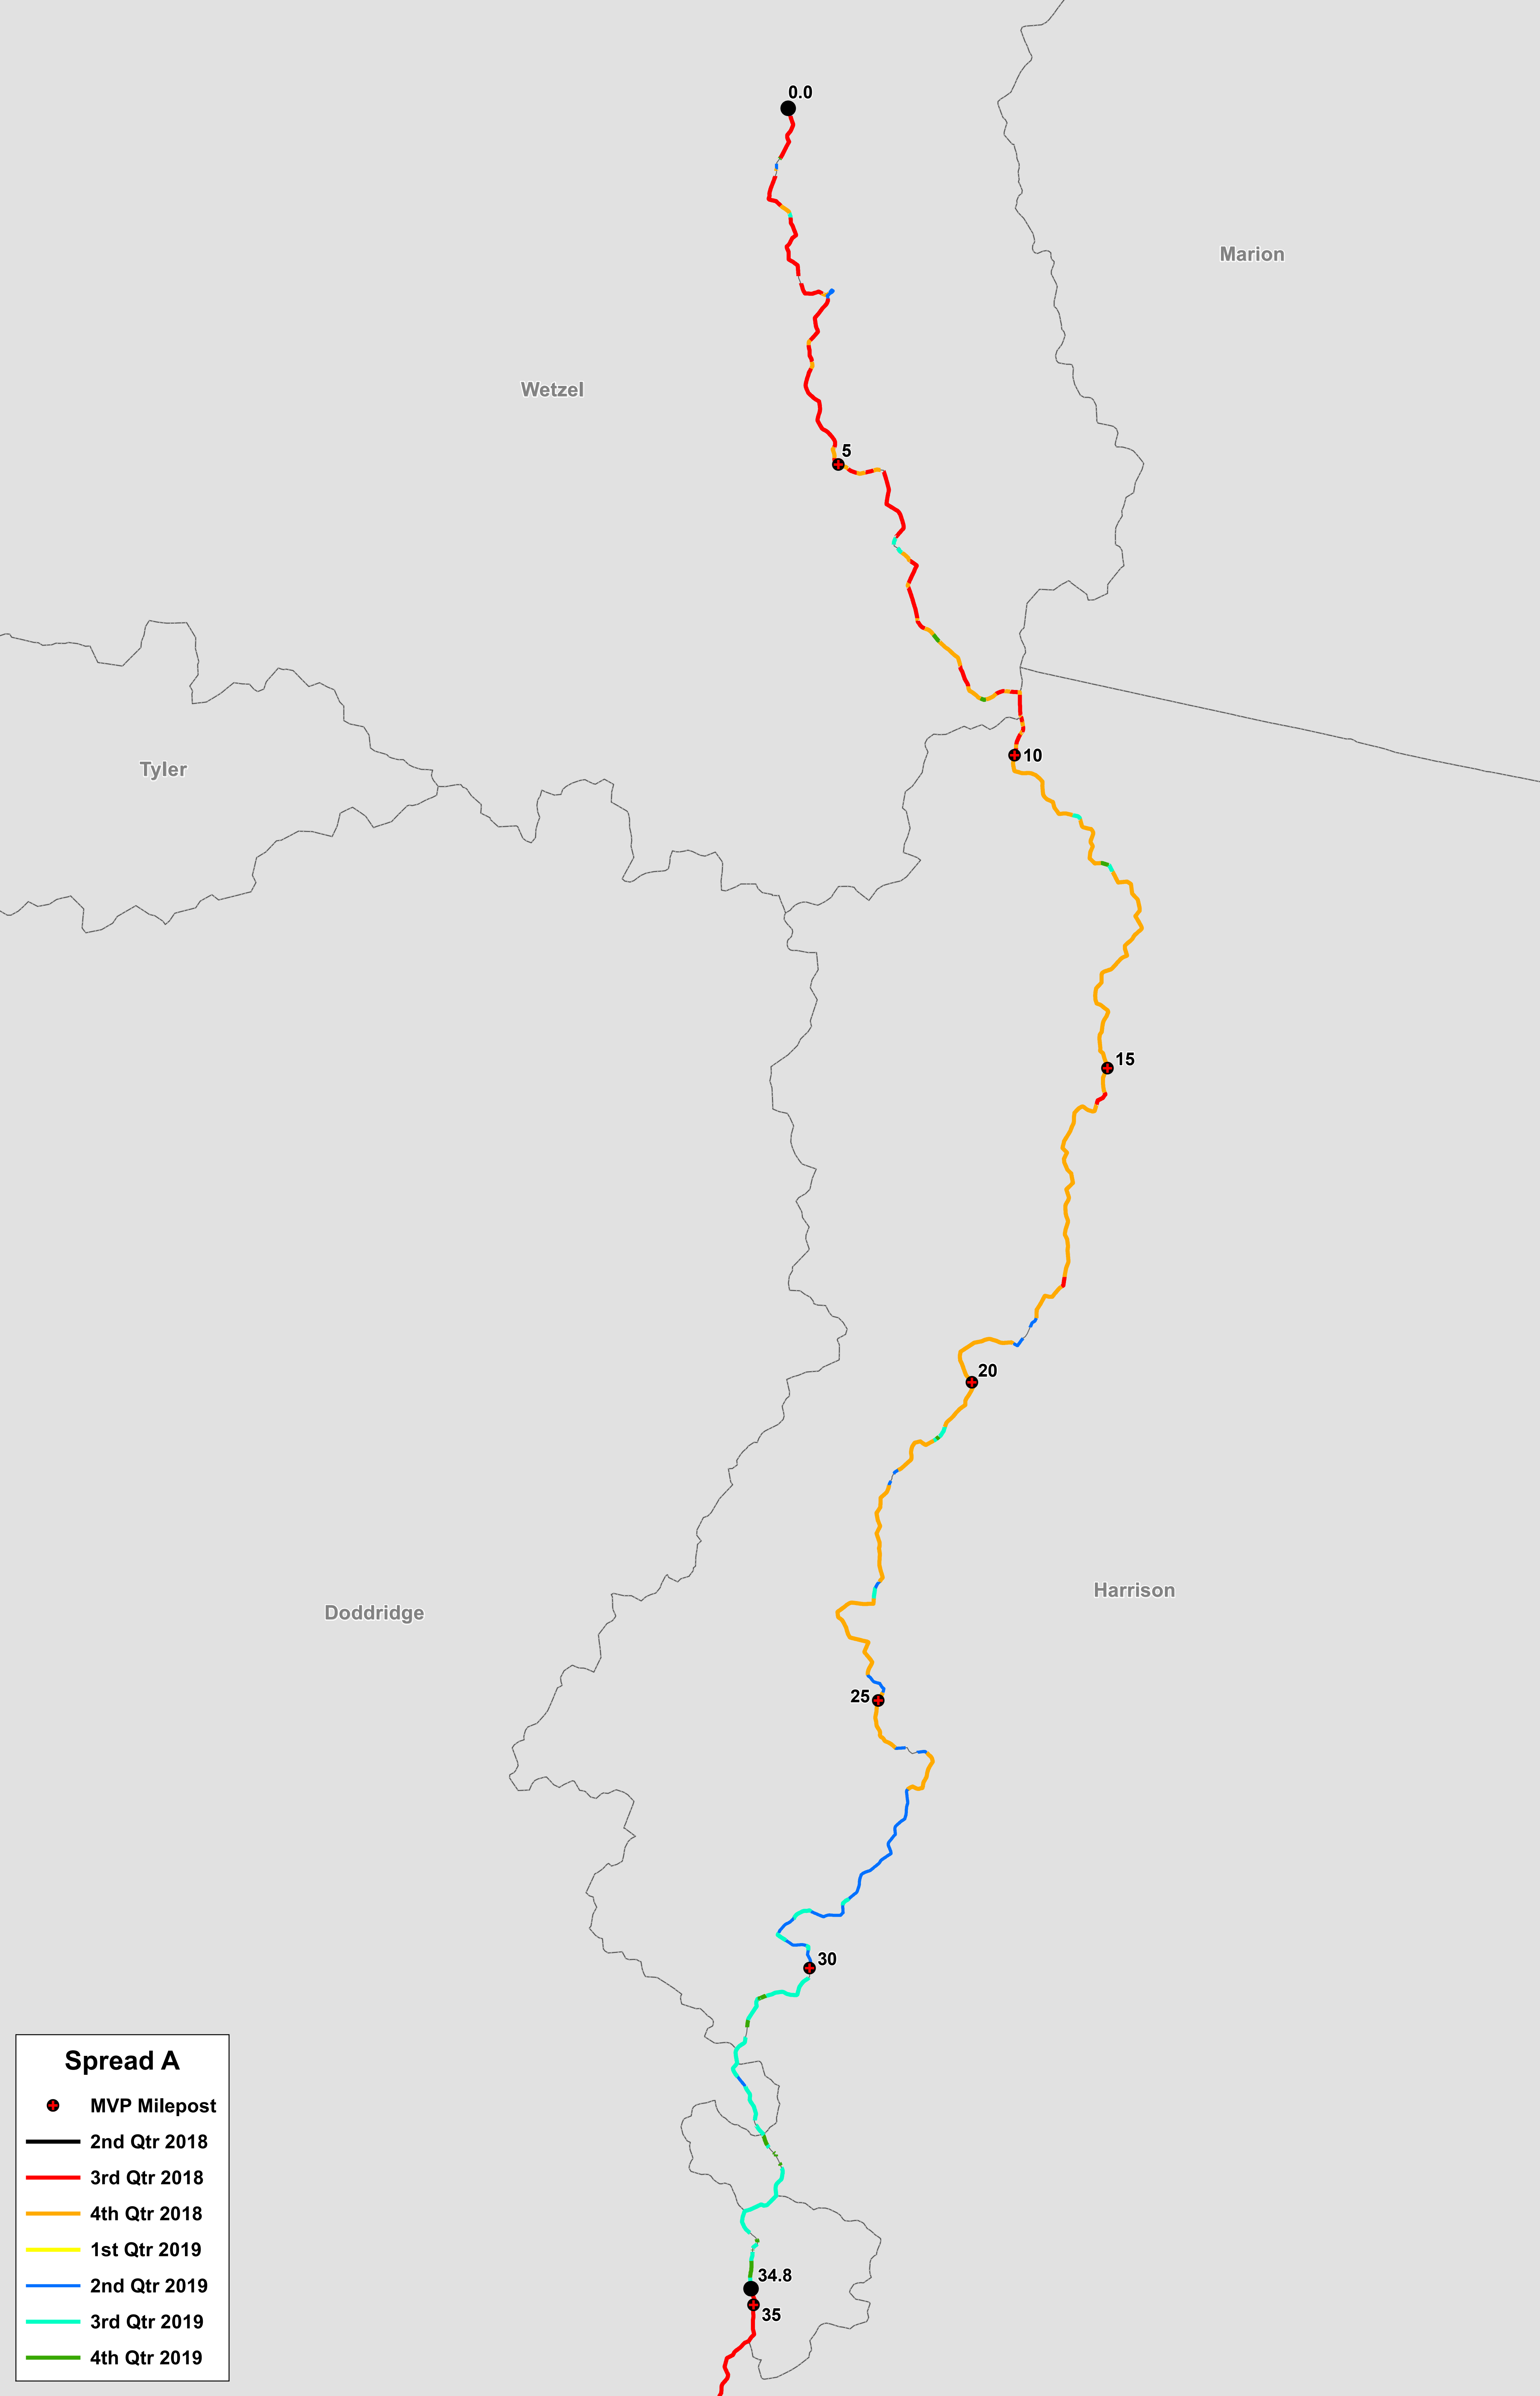 0.0
Marion
Wetzel
5
10
Tyler
15
20
Harrison
Doddridge
25
30
34.8
35
Spread A
MVP Milepost
2nd Qtr 2018
3rd Qtr 2018
4th Qtr 2018
1st Qtr 2019
2nd Qtr 2019
3rd Qtr 2019
4th Qtr 2019